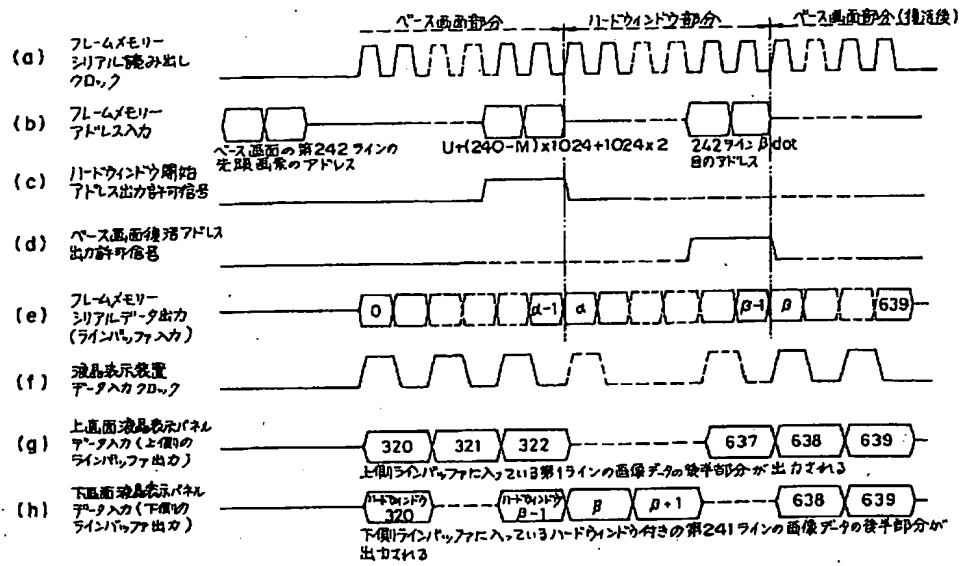 ベース画面部分
ハードウィンドウ部分
ベース画面部分(復活後)
(a)
フレームメモリー
シリアル読み出し
クロック
(b)
フレームメモリー
アドレス入力
ベース画面の第242ラインの
先頭画素のアドレス
U+(240-M)×1024+1024×2
242ラインβdot
目のアドレス
(c)
ハードウィンドウ開始
アドレス出力許可信号
(d)
ベース画面復活アドレス
出力許可信号
(e)
フレームメモリー
シリアルデータ出力
(ラインバッファ入力)
0
α-1
α
β-1
β
639
(f)
液晶表示装置
データ入力クロック
(g)
上画面液晶表示パネル
データ入力(上側の
ラインバッファ出力)
320
321
322
637
638
639
上側ラインバッファに入っている第1ラインの画像データの後半部分が出力される
(h)
下画面液晶表示パネル
データ入力(下側の
ラインバッファ出力)
ハードウィンドウ
320
ハードウィンドウ
β-1
β
β+1
638
639
下側ラインバッファに入っているハードウィンドウ付きの第241ラインの画像データの後半部分が
出力される